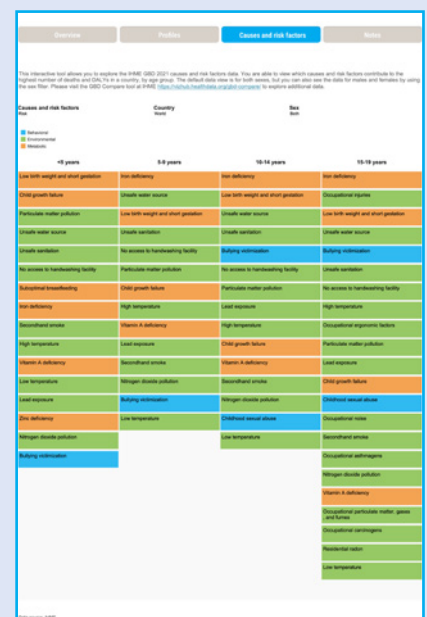 Overview
Profiles
Causes and risk factors
Notes
This interactive tool allows you to explore the IHME GBD 2021 causes and risk factors data. You are able to view which causes and risk factors contribute to the
highest number of deaths and DALYs in a country, by age group. The default data view is for both sexes, but you can also see the data for males and females by using
the sex filter. Please visit the GBD Compare tool at IHME https://vizhub.healthdata.org/gbd-compare/ to explore additional data.
Causes and risk factors
Country
Sex
Risk
World
Both
Behavioral
Environmental
Metabolic
<5 years
5-9 years
10-14 years
15-19 years
Low birth weight and short gestation
Iron deficiency
Iron deficiency
Iron deficiency
Child growth failure
Unsafe water source
Low birth weight and short gestation
Occupational injuries
Particulate matter pollution
Low birth weight and short gestation
Unsafe water source
Low birth weight and short gestation
Unsafe water source
Unsafe sanitation
Unsafe sanitation
Unsafe water source
Unsafe sanitation
No access to handwashing facility
Bullying victimization
Bullying victimization
No access to handwashing facility
Particulate matter pollution
No access to handwashing facility
Unsafe sanitation
Suboptimal breastfeeding
Child growth failure
Particulate matter pollution
No access to handwashing facility
Iron deficiency
High temperature
Lead exposure
High temperature
Secondhand smoke
Vitamin A deficiency
High temperature
Occupational ergonomic factors
High temperature
Lead exposure
Child growth failure
Particulate matter pollution
Vitamin A deficiency
Secondhand smoke
Vitamin A deficiency
Lead exposure
Low temperature
Nitrogen dioxide pollution
Secondhand smoke
Child growth failure
Lead exposure
Bullying victimization
Nitrogen dioxide pollution
Childhood sexual abuse
Zinc deficiency
Low temperature
Childhood sexual abuse
Occupational noise
Nitrogen dioxide pollution
Low temperature
Secondhand smoke
Bullying victimization
Occupational asthmagens
Nitrogen dioxide pollution
Vitamin A deficiency
Occupational particulate matter, gases
, and fumes
Occupational carcinogens
Residential radon
Low temperature